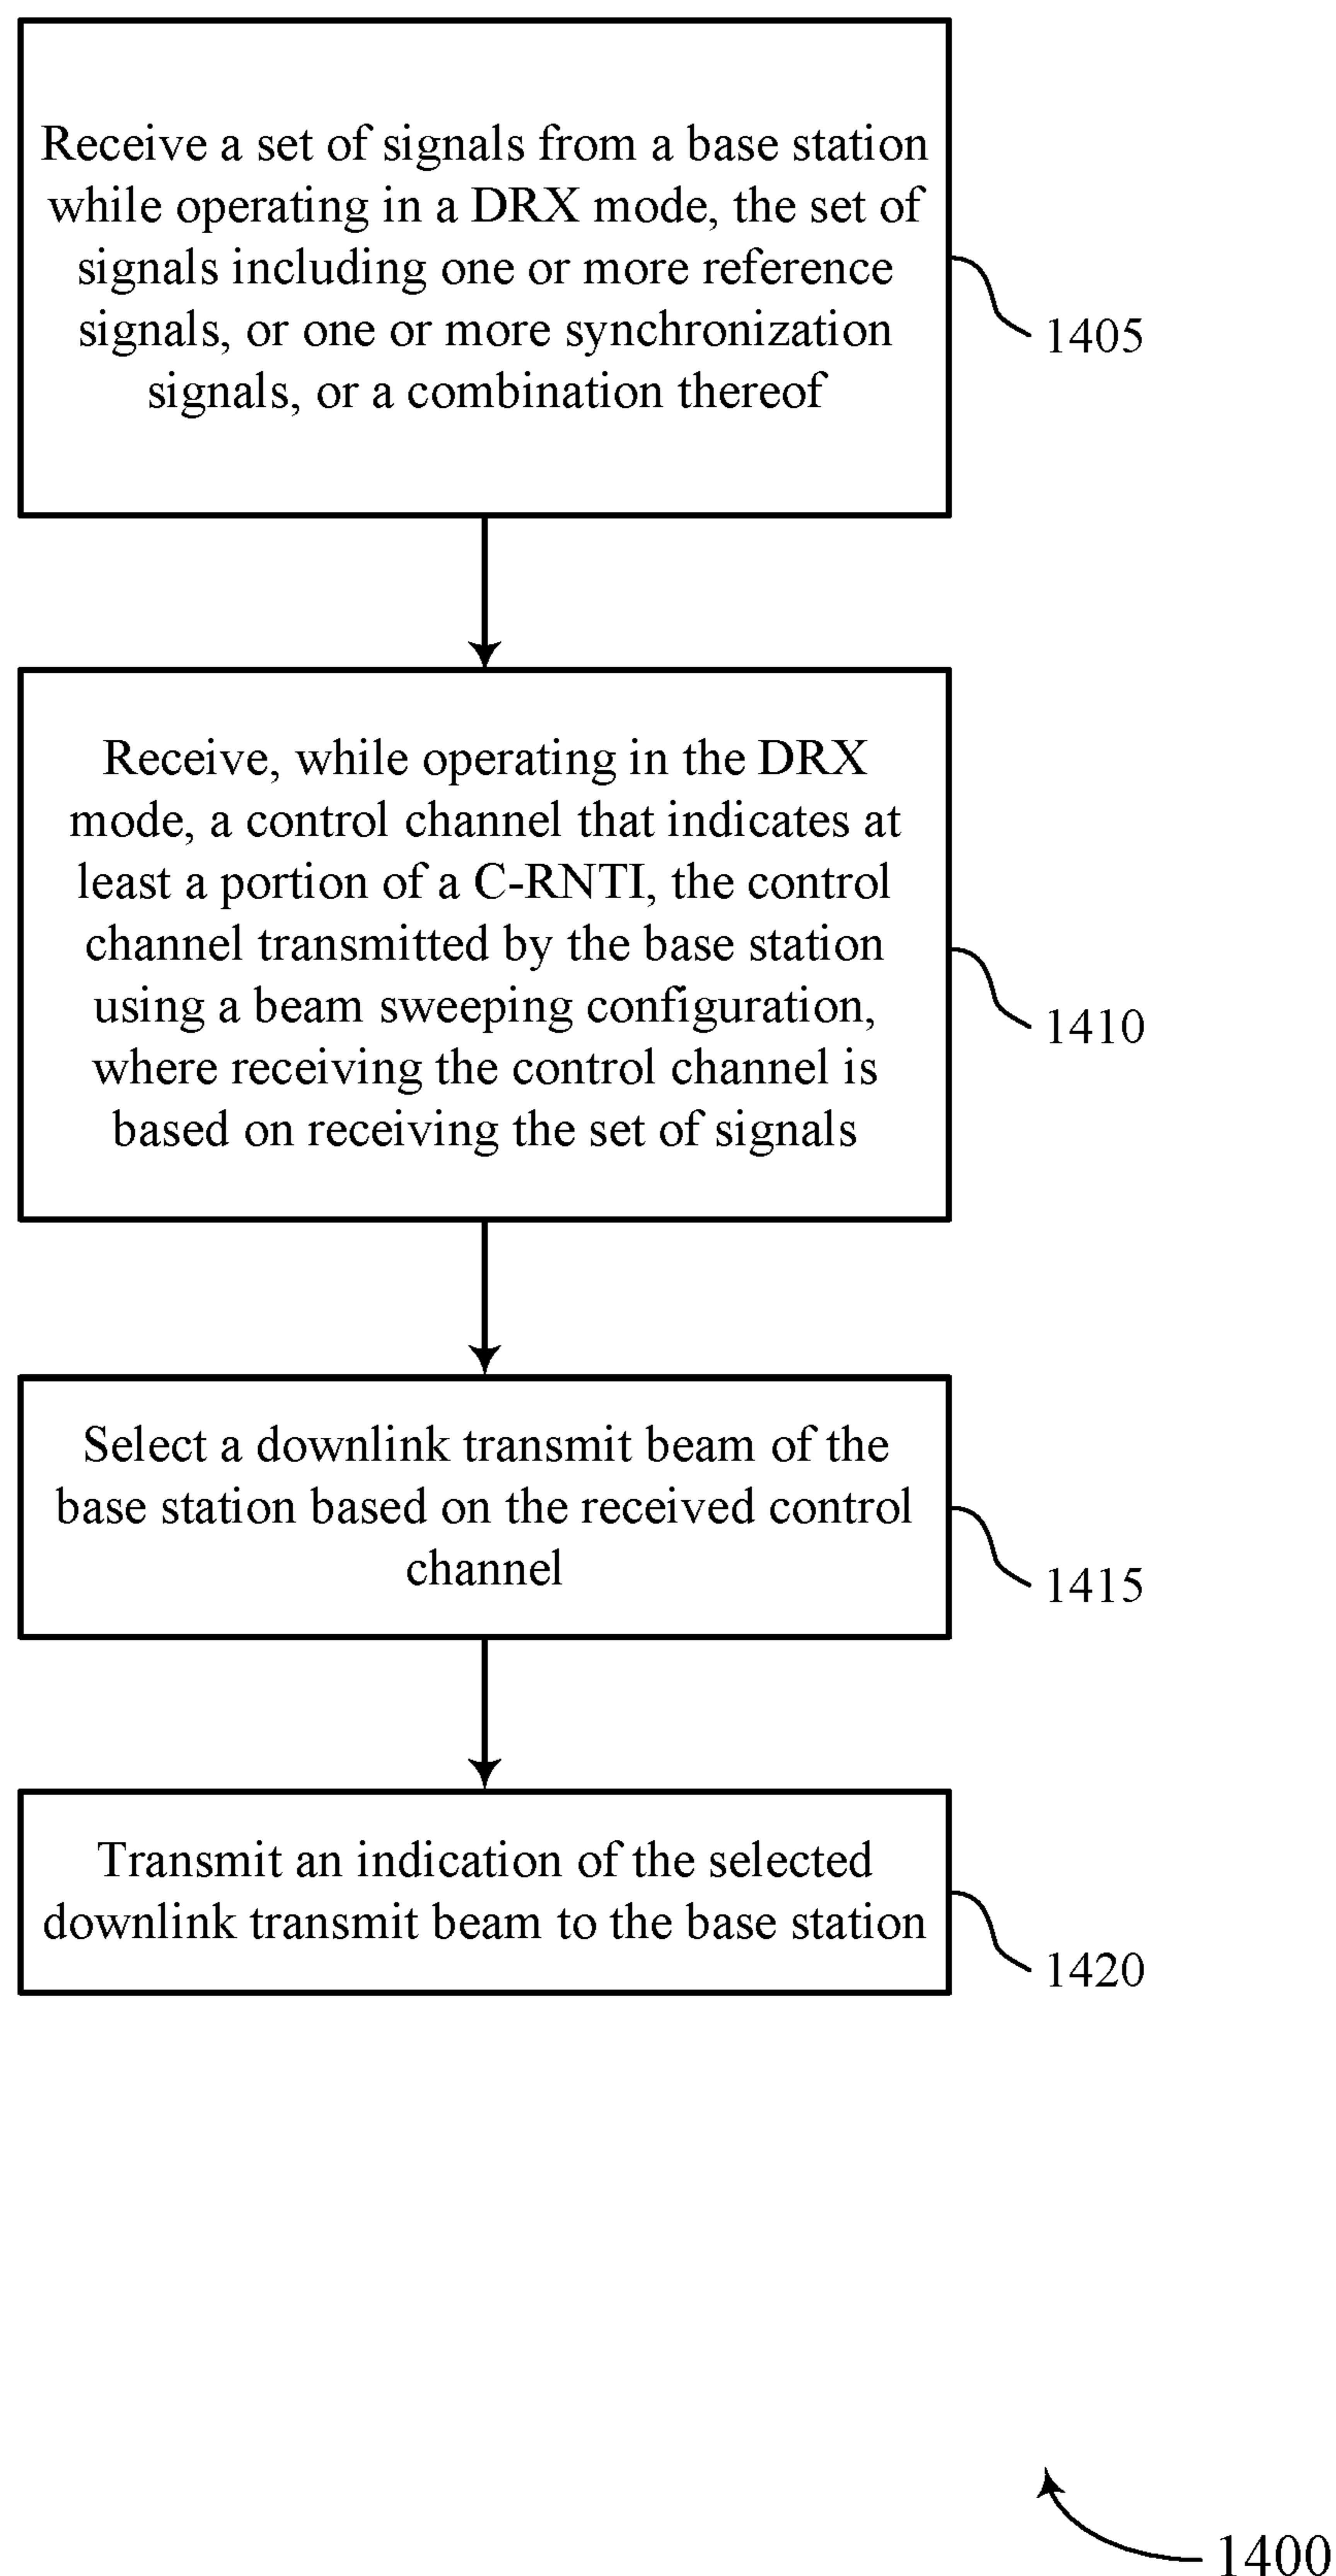 Receive a set of signals from a base station
while operating in a DRX mode, the set of
signals including one or more reference
signals, or one or more synchronization
signals, or a combination thereof
1405
Receive, while operating in the DRX
mode, a control channel that indicates at
least a portion of a C-RNTI, the control
channel transmitted by the base station
using a beam sweeping configuration,
where receiving the control channel is
based on receiving the set of signals
1410
Select a downlink transmit beam of the
base station based on the received control
channel
1415
Transmit an indication of the selected
downlink transmit beam to the base station
1420
1400